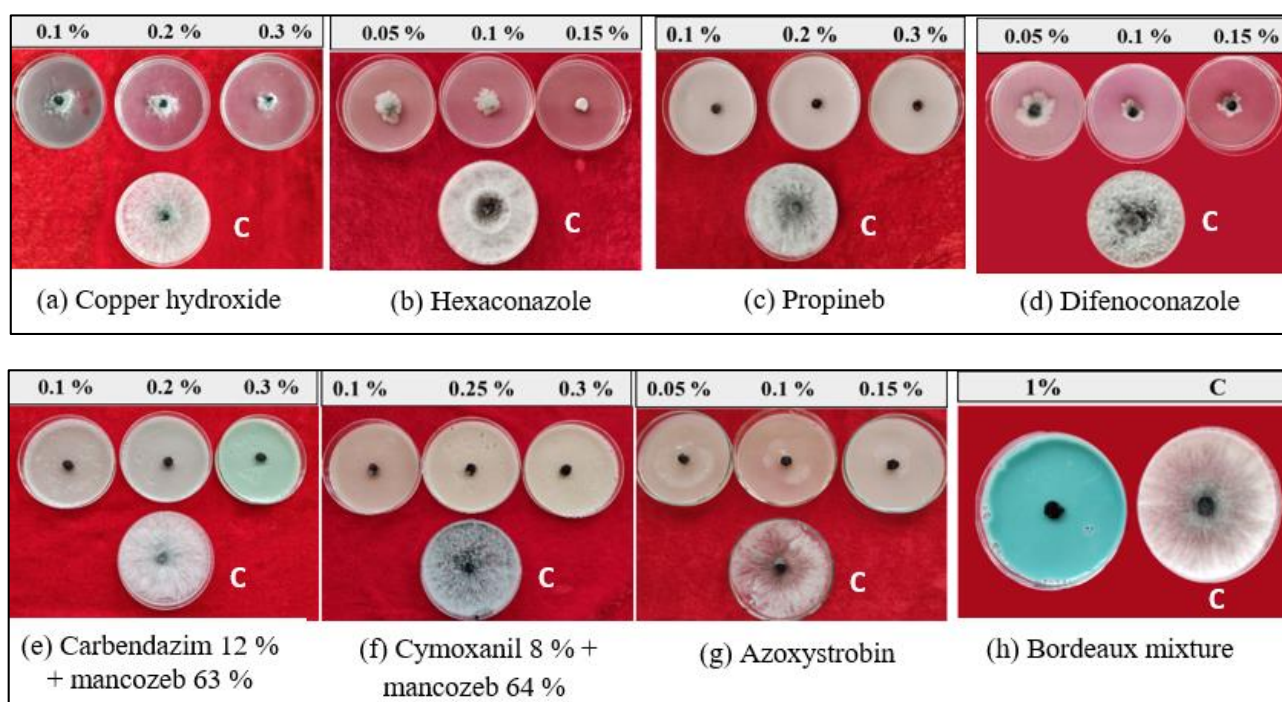 0.1 % 0.2 % 0.3 % 0.05 % 0.1 % 0.15 % 0.1 % 0.2 % 0.3 % 0.05 % 0.1 % 0.15 %
C C C C
(a) Copper hydroxide (b) Hexaconazole (c) Propineb (d) Difenoconazole
0.1 % 0.2 % 0.3 % 0.1 % 0.25 % 0.3 % 0.05 % 0.1 % 0.15 % 1% C
C C C C
(e) Carbendazim 12 % (f) Cymoxanil 8 % + (g) Azoxystrobin (h) Bordeaux mixture
+ mancozeb 63 % mancozeb 64 %